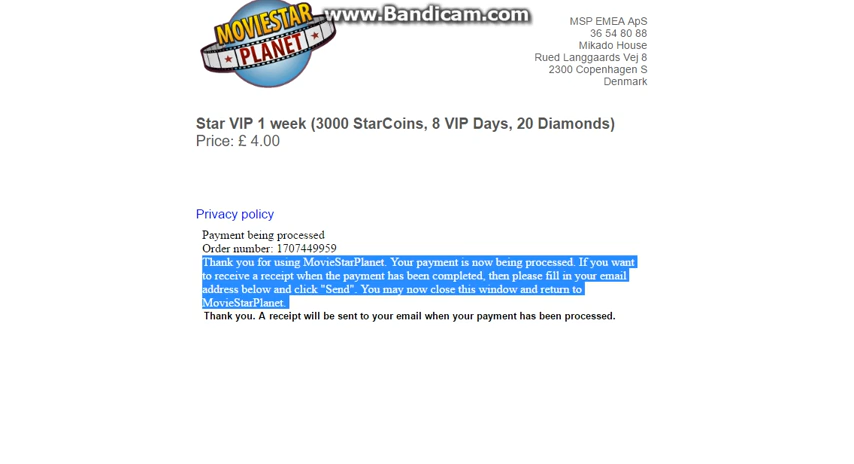 www.Bandicam.com
MOVIESTAR
PLANET
MSP EMEA ApS
36 54 80 88
Mikado House
Rued Langgaards Vej 8
2300 Copenhagen S
Denmark
Star VIP 1 week (3000 StarCoins, 8 VIP Days, 20 Diamonds)
Price: £ 4.00
Privacy policy
Payment being processed
Order number: 1707449959
Thank you for using MovieStarPlanet. Your payment is now being processed. If you want
to receive a receipt when the payment has been completed, then please fill in your email
address below and click "Send". You may now close this window and return to
MovieStarPlanet.
Thank you. A receipt will be sent to your email when your payment has been processed.